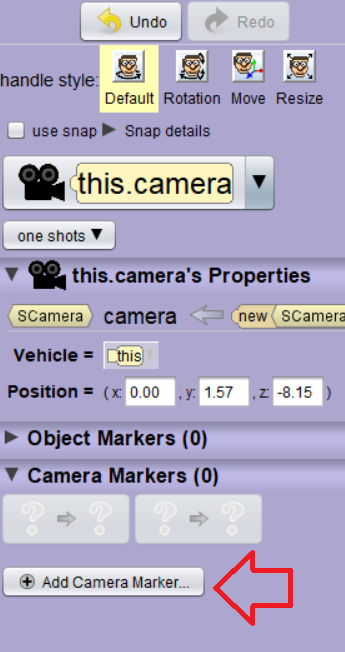 Undo Redo
handle style: Default Rotation Move Resize
use snap Snap details
this.camera
one shots
this.camera's Properties
SCamera camera new SCamera
Vehicle = this
Position = ( x: 0.00 , y: 1.57 , z: -8.15 )
Object Markers (0)
Camera Markers (0)
? ? ? ?
Add Camera Marker...